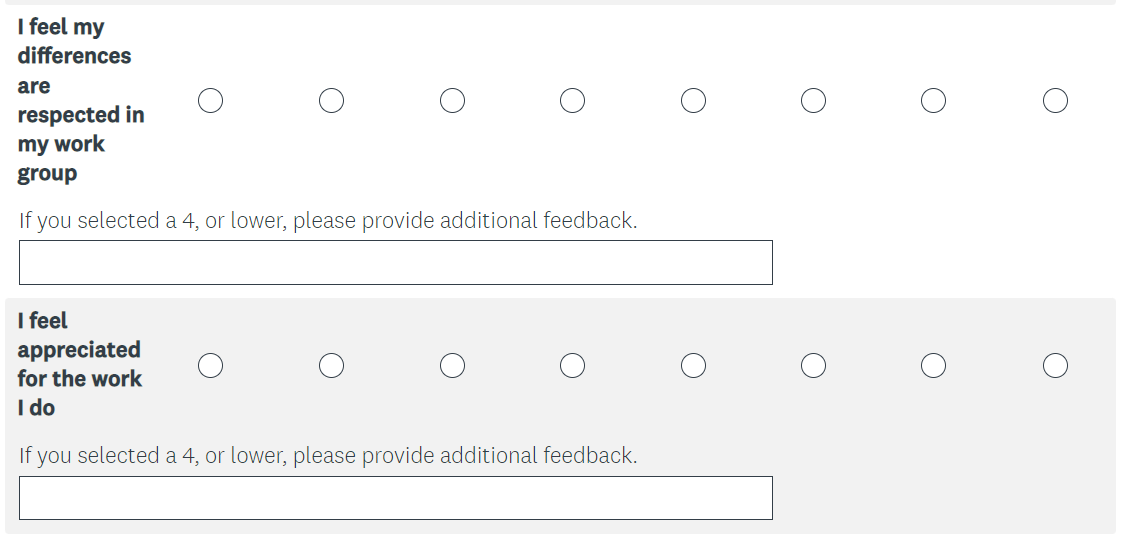 I feel my
differences
are
respected in
my work
group
If you selected a 4, or lower, please provide additional feedback.
I feel
appreciated
for the work
I do
If you selected a 4, or lower, please provide additional feedback.